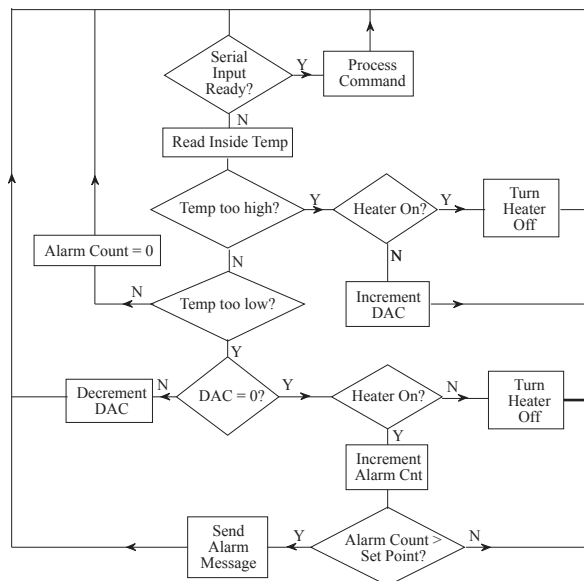 Serial
Input
Ready?
Y
Process
Command
N
Read Inside Temp
Temp too high?
Y
Heater On?
Y
Turn
Heater
Off
N
N
Alarm Count = 0
Increment
DAC
N
Temp too low?
Y
Decrement
DAC
N
DAC = 0?
Y
Heater On?
N
Turn
Heater
Off
Y
Increment
Alarm Cnt
Send
Alarm
Message
Y
Alarm Count >
Set Point?
N